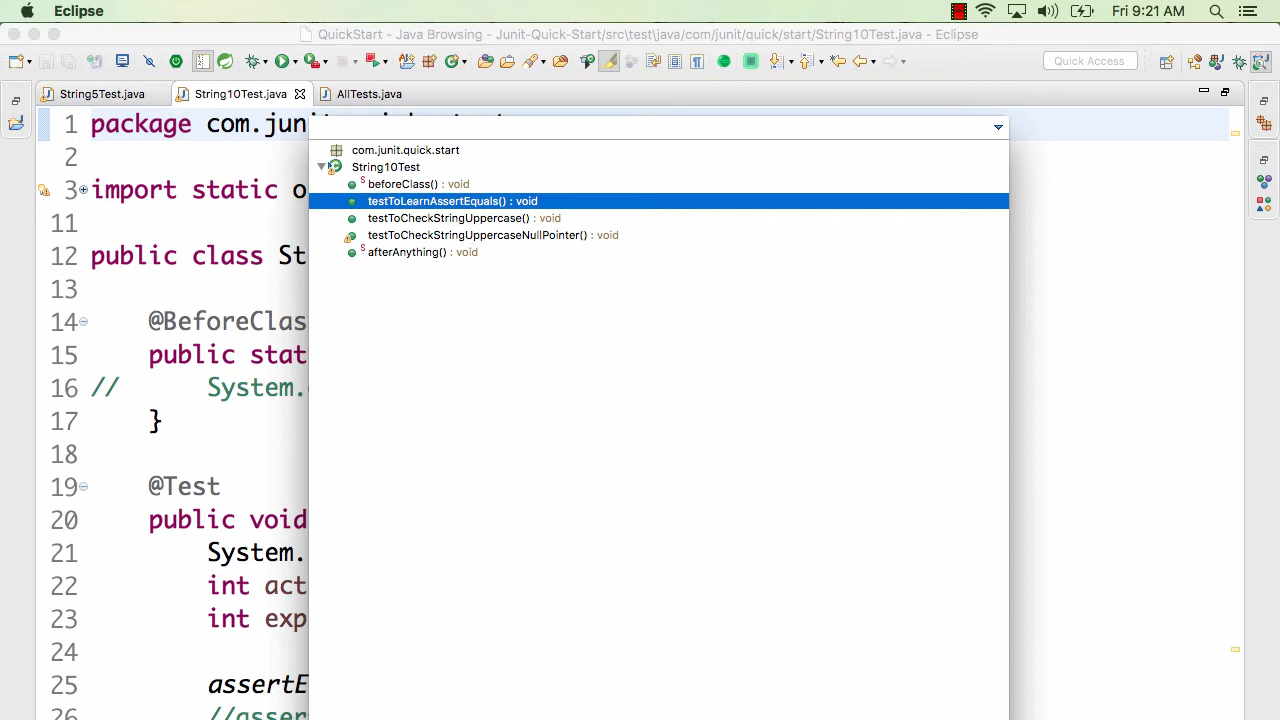 Eclipse
Fri 9:21 AM
QuickStart - Java Browsing - Junit-Quick-Start/src/test/java/com/junit/quick/start/String10Test.java - Eclipse
Quick Access
String5Test.java
String10Test.java
AllTests.java
1 package com.juni
com.junit.quick.start
2
String10Test
3 import static o
beforeClass() : void
testToLearnAssertEquals() : void
11
testToCheckStringUppercase() : void
testToCheckStringUppercaseNullPointer() : void
12 public class St
afterAnything() : void
13
14 @BeforeClas
15 public stat
16 // System.
17 }
18
19 @Test
20 public void
21 System.
22 int act
23 int exp
24
25 assertE
26 //asser